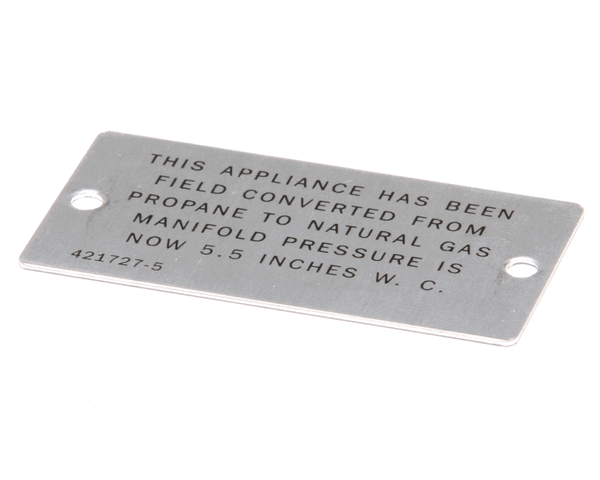 THIS APPLIANCE HAS BEEN
FIELD CONVERTED FROM
PROPANE TO NATURAL GAS
MANIFOLD PRESSURE IS
NOW 5.5 INCHES W. C.
421727-5